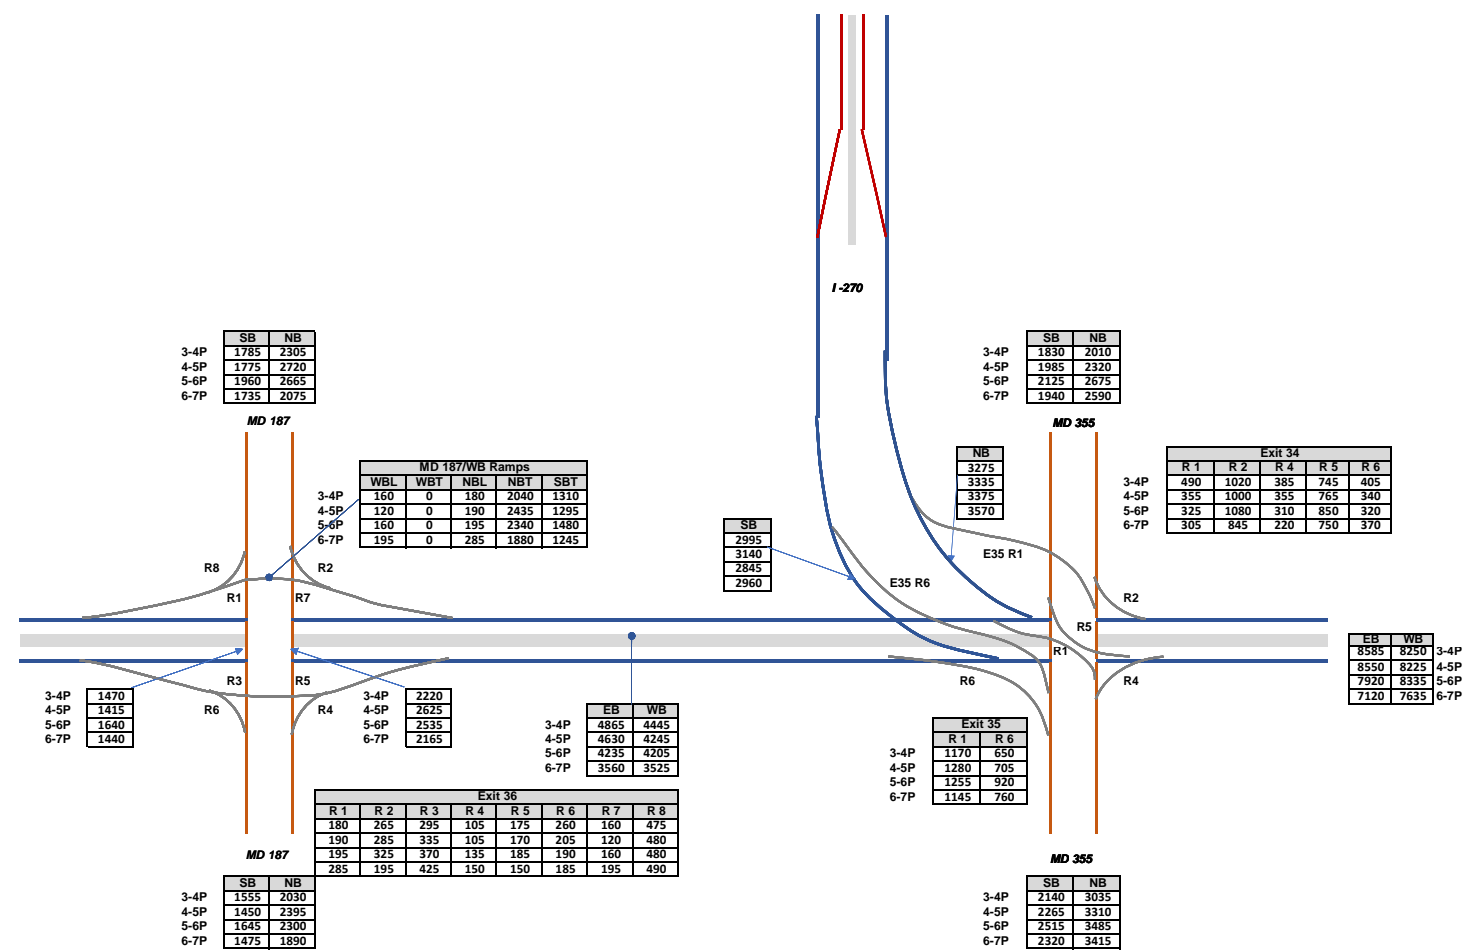 I -270
SB NB
3-4P 1785 2305
4-5P 1775 2720
5-6P 1960 2665
6-7P 1735 2075
MD 187
SB NB
3-4P 1830 2010
4-5P 1985 2320
5-6P 2125 2675
6-7P 1940 2590
MD 355
MD 187/WB Ramps
WBL WBT NBL NBT SBT
3-4P 160 0 180 2040 1310
4-5P 120 0 190 2435 1295
5-6P 160 0 195 2340 1480
6-7P 195 0 285 1880 1245
NB
3275
3335
3375
3570
Exit 34
R 1 R 2 R 4 R 5 R 6
3-4P 490 1020 385 745 405
4-5P 355 1000 355 765 340
5-6P 325 1080 310 850 320
6-7P 305 845 220 750 370
SB
2995
3140
2845
2960
E35 R1
E35 R6
R8 R2
R1 R7
R2
R5
R1
R6 R4
EB WB
8585 8250 3-4P
8550 8225 4-5P
7920 8335 5-6P
7120 7635 6-7P
R3 R5
R6 R4
3-4P 1470
4-5P 1415
5-6P 1640
6-7P 1440
3-4P 2220
4-5P 2625
5-6P 2535
6-7P 2165
EB WB
3-4P 4865 4445
4-5P 4630 4245
5-6P 4235 4205
6-7P 3560 3525
Exit 35
R 1 R 6
3-4P 1170 650
4-5P 1280 705
5-6P 1255 920
6-7P 1145 760
Exit 36
R 1 R 2 R 3 R 4 R 5 R 6 R 7 R 8
180 265 295 105 175 260 160 475
190 285 335 105 170 205 120 480
195 325 370 135 185 190 160 480
285 195 425 150 150 185 195 490
MD 187
SB NB
3-4P 1555 2030
4-5P 1450 2395
5-6P 1645 2300
6-7P 1475 1890
MD 355
SB NB
3-4P 2140 3035
4-5P 2265 3310
5-6P 2515 3485
6-7P 2320 3415